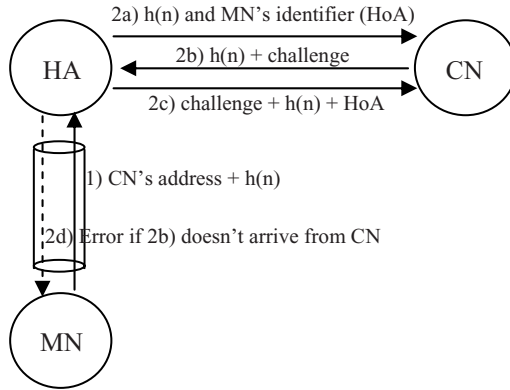 2a) h(n) and MN's identifier (HoA)
2b) h(n) + challenge
HA
CN
2c) challenge + h(n) + HoA
1) CN's address + h(n)
2d) Error if 2b) doesn't arrive from CN
MN